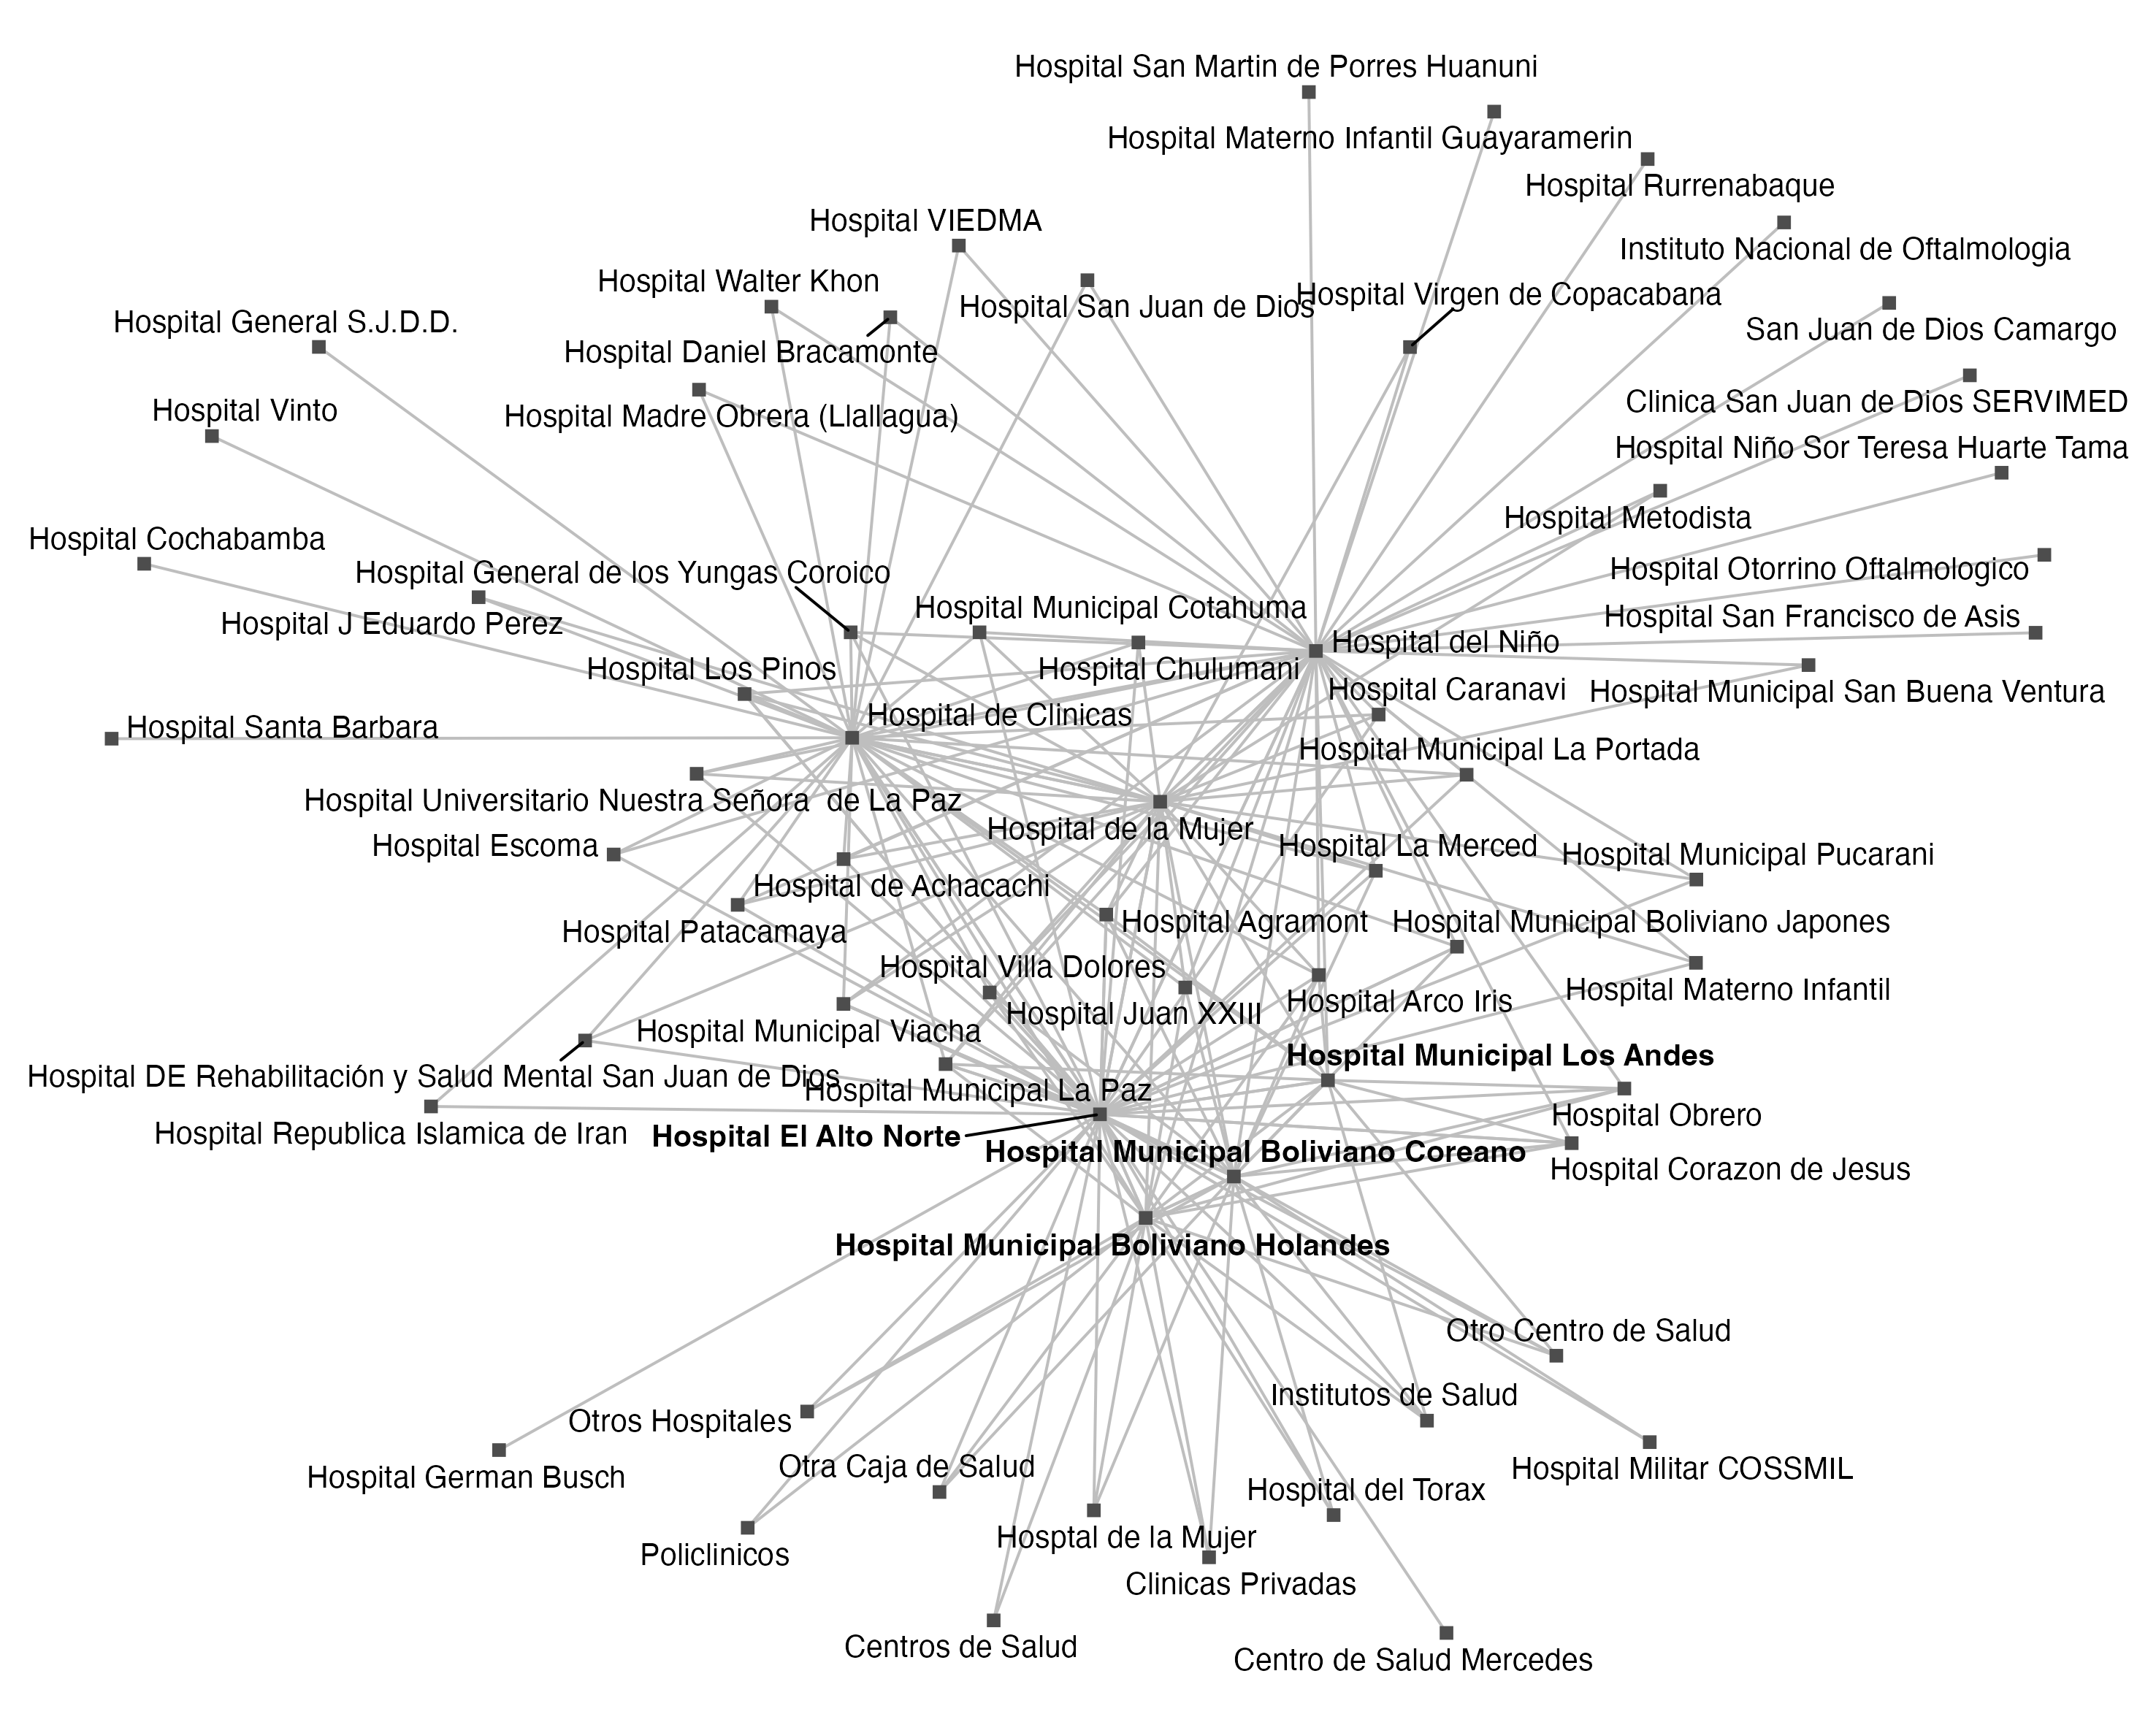 Hospital San Martin de Porres Huanuni
Hospital Materno Infantil Guayaramerin
Hospital Rurrenabaque
Hospital VIEDMA
Instituto Nacional de Oftalmologia
Hospital Walter Khon
Hospital San Juan de Dios
Hospital Virgen de Copacabana
Hospital General S.J.D.D.
San Juan de Dios Camargo
Hospital Daniel Bracamonte
Clinica San Juan de Dios SERVIMED
Hospital Vinto
Hospital Madre Obrera (Llallagua)
Hospital Niño Sor Teresa Huarte Tama
Hospital Metodista
Hospital Cochabamba
Hospital General de los Yungas Coroico
Hospital Otorrino Oftalmologico
Hospital Municipal Cotahuma
Hospital San Francisco de Asis
Hospital J Eduardo Perez
Hospital del Niño
Hospital Los Pinos
Hospital Chulumani
Hospital Caranavi
Hospital Municipal San Buena Ventura
Hospital de Clinicas
Hospital Santa Barbara
Hospital Municipal La Portada
Hospital Universitario Nuestra Señora  de La Paz
Hospital de la Mujer
Hospital Escoma
Hospital La Merced
Hospital Municipal Pucarani
Hospital de Achacachi
Hospital Agramont
Hospital Municipal Boliviano Japones
Hospital Patacamaya
Hospital Villa Dolores
Hospital Materno Infantil
Hospital Arco Iris
Hospital Juan XXIII
Hospital Municipal Viacha
Hospital Municipal Los Andes
Hospital DE Rehabilitación y Salud Mental San Juan de Dios
Hospital Municipal La Paz
Hospital Obrero
Hospital Republica Islamica de Iran
Hospital El Alto Norte
Hospital Municipal Boliviano Coreano
Hospital Corazon de Jesus
Hospital Municipal Boliviano Holandes
Otro Centro de Salud
Institutos de Salud
Otros Hospitales
Otra Caja de Salud
Hospital Militar COSSMIL
Hospital German Busch
Hospital del Torax
Hosptal de la Mujer
Policlinicos
Clinicas Privadas
Centros de Salud
Centro de Salud Mercedes